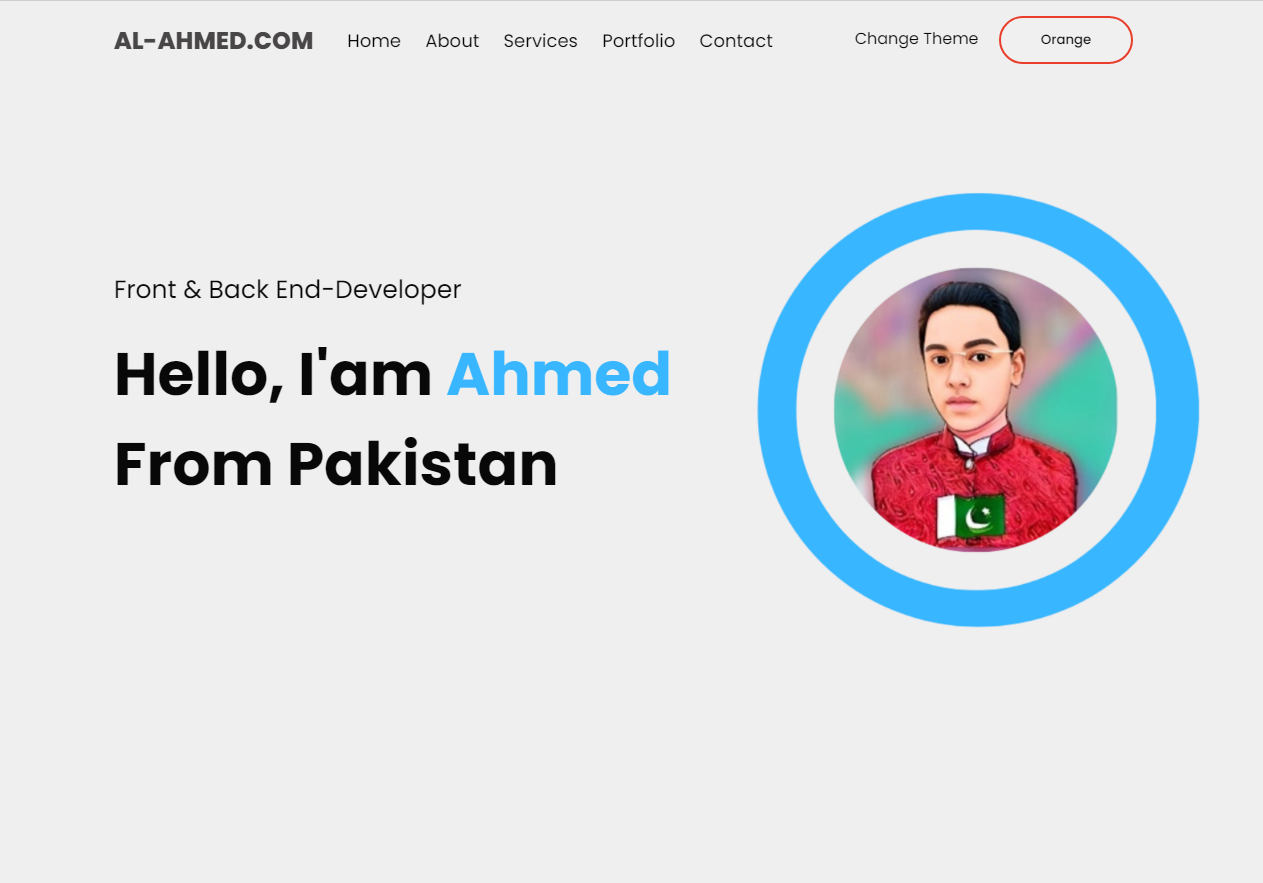 AL-AHMED.COM Home About Services Portfolio Contact Change Theme Orange
Front & Back End-Developer
Hello, I'am Ahmed
From Pakistan